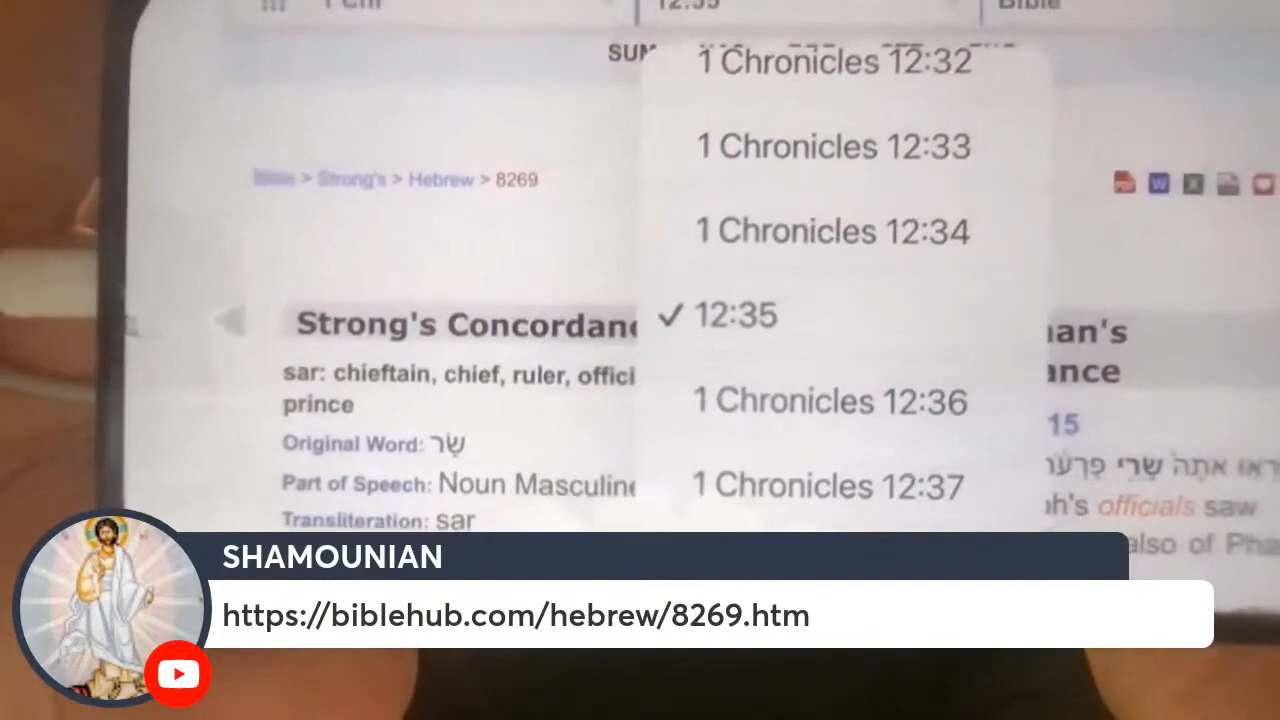 1 Chronicles 12:32
1 Chronicles 12:33
> Strong's > Hebrew > 8269
1 Chronicles 12:34
✓ 12:35
Strong's Concordanc
an's
ance
sar: chieftain, chief, ruler, offici
prince
1 Chronicles 12:36
15
Original Word: שַׂר
שָׂרֵי
Part of Speech: Noun Masculine
1 Chronicles 12:37
h's officials saw
Transliteration: sar
also of Pha
SHAMOUNIAN
https://biblehub.com/hebrew/8269.htm